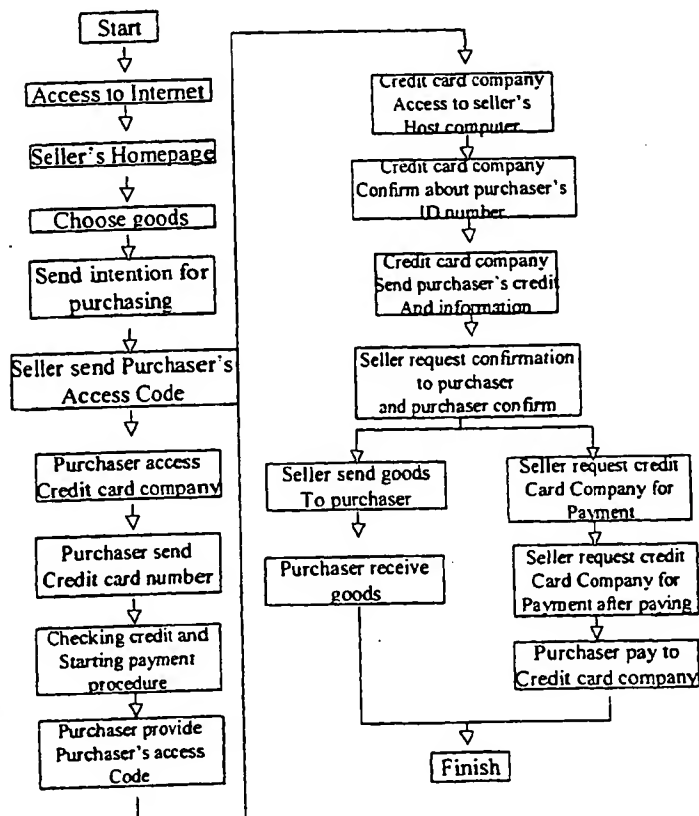 Start
Access to Internet
Seller's Homepage
Choose goods
Send intention for
purchasing
Seller send Purchaser's
Access Code
Purchaser access
Credit card company
Purchaser send
Credit card number
Checking credit and
Starting payment
procedure
Purchaser provide
Purchaser's access
Code
Credit card company
Access to seller's
Host computer
Credit card company
Confirm about purchaser's
ID number
Credit card company
Send purchaser's credit
And information
Seller request confirmation
to purchaser
and purchaser confirm
Seller send goods
To purchaser
Purchaser receive
goods
Seller request credit
Card Company for
Payment
Seller request credit
Card Company for
Payment after paying
Purchaser pay to
Credit card company
Finish